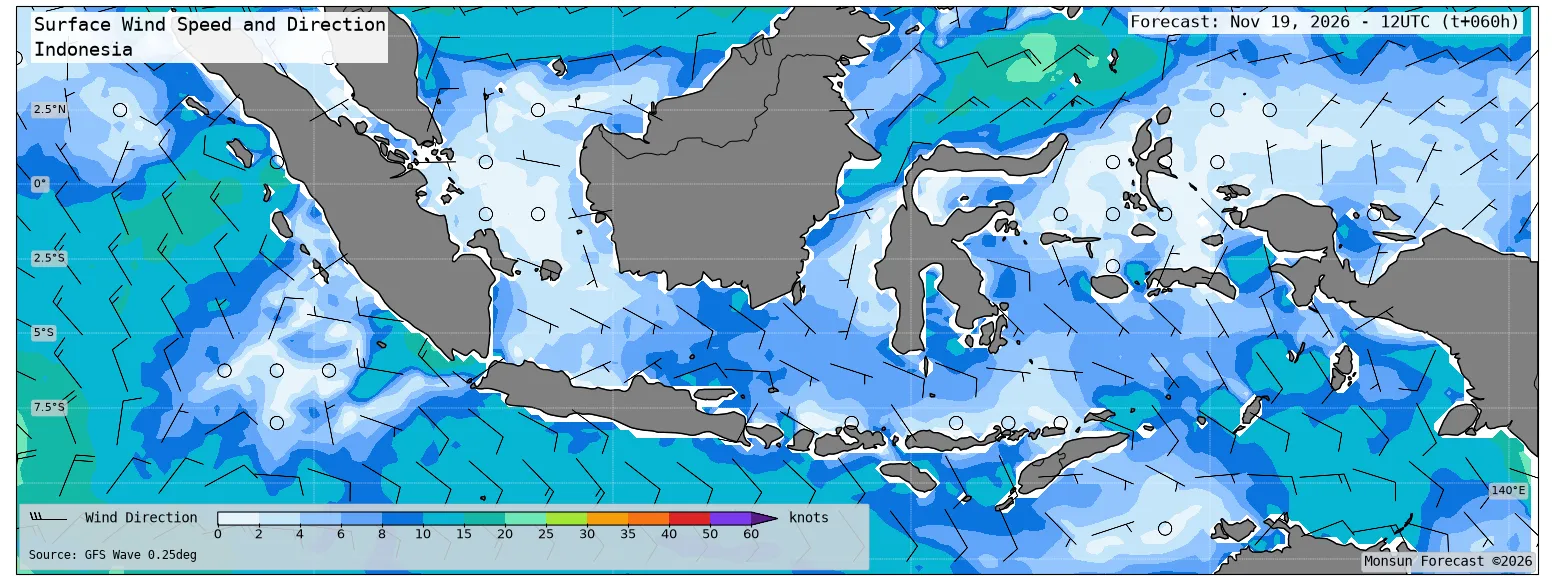 Surface Wind Speed and Direction
Indonesia
Forecast: Nov 19, 2026 - 12UTC (t+060h)
2.5°N
0°
2.5°S
5°S
7.5°S
140°E
Wind Direction
0 2 4 6 8 10 15 20 25 30 35 40 50 60 knots
Source: GFS Wave 0.25deg
Monsun Forecast ©2026